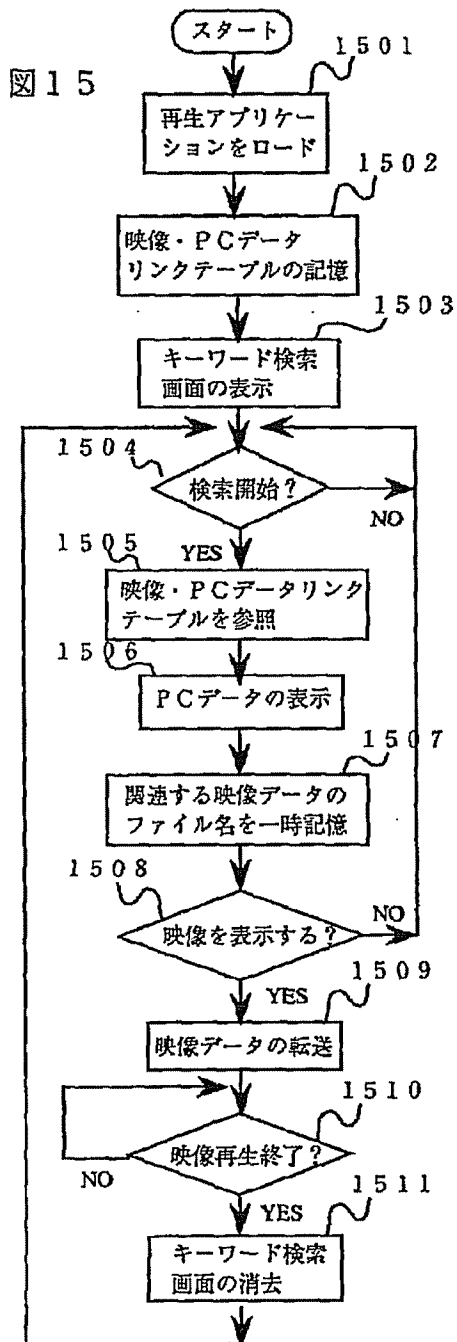 図15
スタート
1501
再生アプリケー
ションをロード
1502
映像・PCデータ
リンクテーブルの記憶
1503
キーワード検索
画面の表示
1504
検索開始?
NO
YES
1505
映像・PCデータリンク
テーブルを参照
1506
PCデータの表示
1507
関連する映像データの
ファイル名を一時記憶
1508
映像を表示する?
NO
YES
1509
映像データの転送
1510
映像再生終了?
NO
YES
1511
キーワード検索
画面の消去